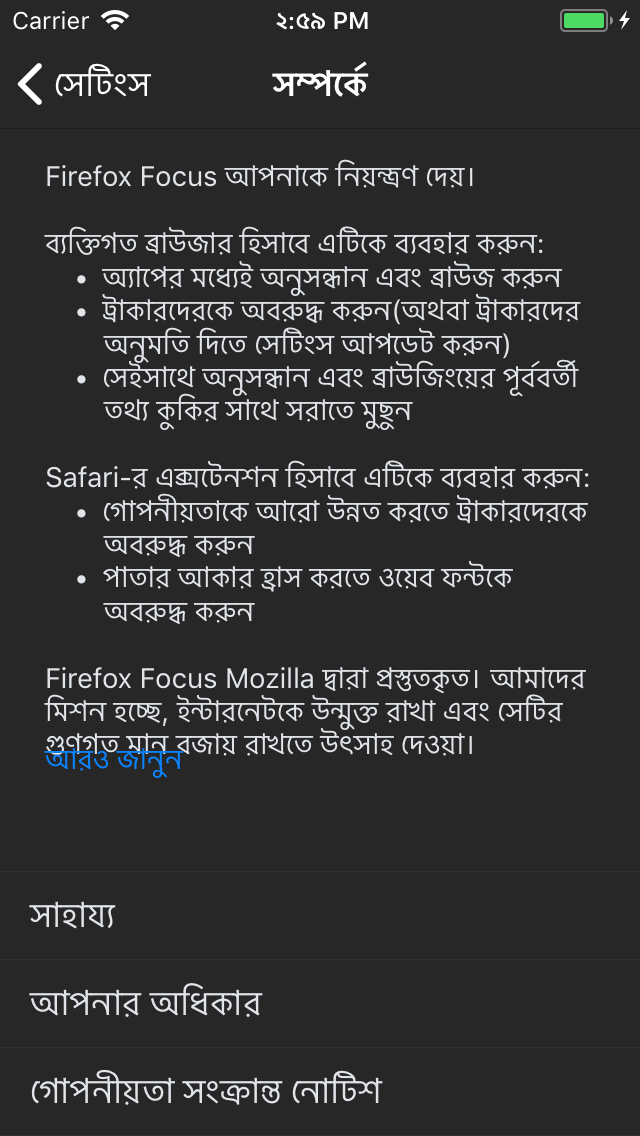 Carrier ২:৫৯ PM
সেটিংস সম্পর্কে
Firefox Focus আপনাকে নিয়ন্ত্রণ দেয়।
ব্যক্তিগত ব্রাউজার হিসাবে এটিকে ব্যবহার করুন:
• অ্যাপের মধ্যেই অনুসন্ধান এবং ব্রাউজ করুন
• ট্রাকারদেরকে অবরুদ্ধ করুন(অথবা ট্রাকারদের
অনুমতি দিতে সেটিংস আপডেট করুন)
• সেইসাথে অনুসন্ধান এবং ব্রাউজিংয়ের পূর্ববর্তী
তথ্য কুকির সাথে সরাতে মুছুন
Safari-র এক্সটেনশন হিসাবে এটিকে ব্যবহার করুন:
• গোপনীয়তাকে আরো উন্নত করতে ট্রাকারদেরকে
অবরুদ্ধ করুন
• পাতার আকার হ্রাস করতে ওয়েব ফন্টকে
অবরুদ্ধ করুন
Firefox Focus Mozilla দ্বারা প্রস্তুতকৃত। আমাদের
মিশন হচ্ছে, ইন্টারনেটকে উন্মুক্ত রাখা এবং সেটির
গুণগত মান বজায় রাখতে উৎসাহ দেওয়া।
আরও জানুন
সাহায্য
আপনার অধিকার
গোপনীয়তা সংক্রান্ত নোটিশ